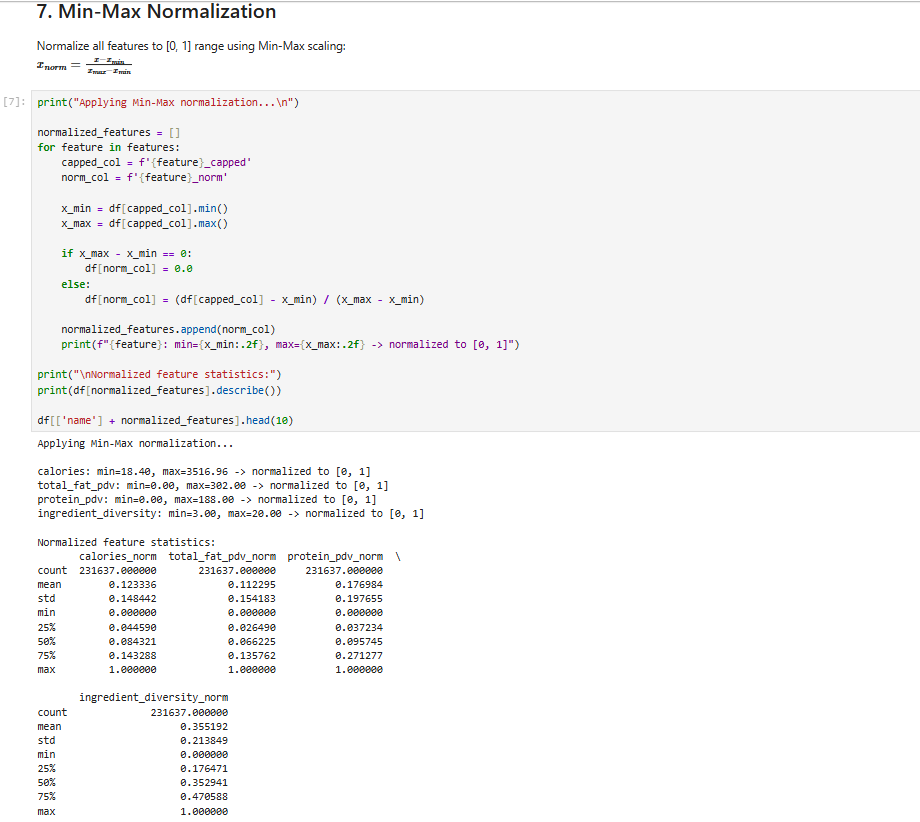 7. Min-Max Normalization
Normalize all features to [0, 1] range using Min-Max scaling:
x_norm = (x − x_min) / (x_max − x_min)
[7]:
print("Applying Min-Max normalization...\n")
normalized_features = []
for feature in features:
    capped_col = f'{feature}_capped'
    norm_col = f'{feature}_norm'
    x_min = df[capped_col].min()
    x_max = df[capped_col].max()
    if x_max - x_min == 0:
        df[norm_col] = 0.0
    else:
        df[norm_col] = (df[capped_col] - x_min) / (x_max - x_min)
    normalized_features.append(norm_col)
    print(f"{feature}: min={x_min:.2f}, max={x_max:.2f} -> normalized to [0, 1]")
print("\nNormalized feature statistics:")
print(df[normalized_features].describe())
df[['name'] + normalized_features].head(10)
Applying Min-Max normalization...
calories: min=18.40, max=3516.96 -> normalized to [0, 1]
total_fat_pdv: min=0.00, max=302.00 -> normalized to [0, 1]
protein_pdv: min=0.00, max=188.00 -> normalized to [0, 1]
ingredient_diversity: min=3.00, max=20.00 -> normalized to [0, 1]
Normalized feature statistics:
       calories_norm  total_fat_pdv_norm  protein_pdv_norm  \
count  231637.000000       231637.000000     231637.000000
mean        0.123336            0.112295          0.176984
std         0.148442            0.154183          0.197655
min         0.000000            0.000000          0.000000
25%         0.044590            0.026490          0.037234
50%         0.084321            0.066225          0.095745
75%         0.143288            0.135762          0.271277
max         1.000000            1.000000          1.000000
       ingredient_diversity_norm
count              231637.000000
mean                    0.355192
std                     0.213849
min                     0.000000
25%                     0.176471
50%                     0.352941
75%                     0.470588
max                     1.000000